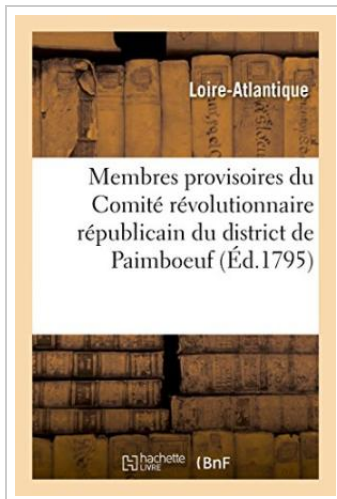 Loire-Atlantique
Membres provisoires du
Comité révolutionnaire
républicain du district de
Paimboeuf (Éd.1795)
hachette
LIVRE
(BnF